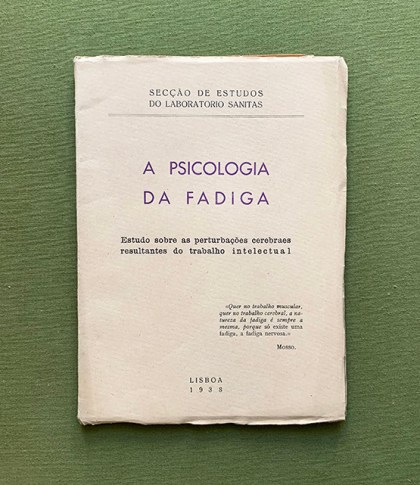 SECÇÃO DE ESTUDOS
DO LABORATORIO SANITAS
A PSICOLOGIA
DA FADIGA
Estudo sobre as perturbações cerebraes
resultantes do trabalho intelectual
«Quer no trabalho muscular,
quer no trabalho cerebral, a na-
tureza da fadiga é sempre a
mesma, porque só existe uma
fadiga, a fadiga nervosa.»
MOSSO.
LISBOA
1938